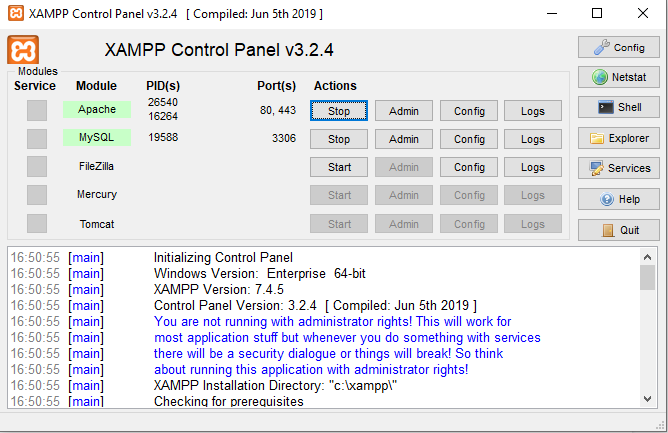 XAMPP Control Panel v3.2.4 [ Compiled: Jun 5th 2019 ]
XAMPP Control Panel v3.2.4
Config
Modules
Service Module PID(s) Port(s) Actions
Netstat
Apache 26540 16264 80, 443 Stop Admin Config Logs
Shell
MySQL 19588 3306 Stop Admin Config Logs
Explorer
FileZilla Start Admin Config Logs
Services
Mercury Start Admin Config Logs
Help
Tomcat Start Admin Config Logs
Quit
16:50:55 [main] Initializing Control Panel
16:50:55 [main] Windows Version: Enterprise 64-bit
16:50:55 [main] XAMPP Version: 7.4.5
16:50:55 [main] Control Panel Version: 3.2.4 [ Compiled: Jun 5th 2019 ]
16:50:55 [main] You are not running with administrator rights! This will work for
16:50:55 [main] most application stuff but whenever you do something with services
16:50:55 [main] there will be a security dialogue or things will break! So think
16:50:55 [main] about running this application with administrator rights!
16:50:55 [main] XAMPP Installation Directory: "c:\xampp\"
16:50:55 [main] Checking for prerequisites